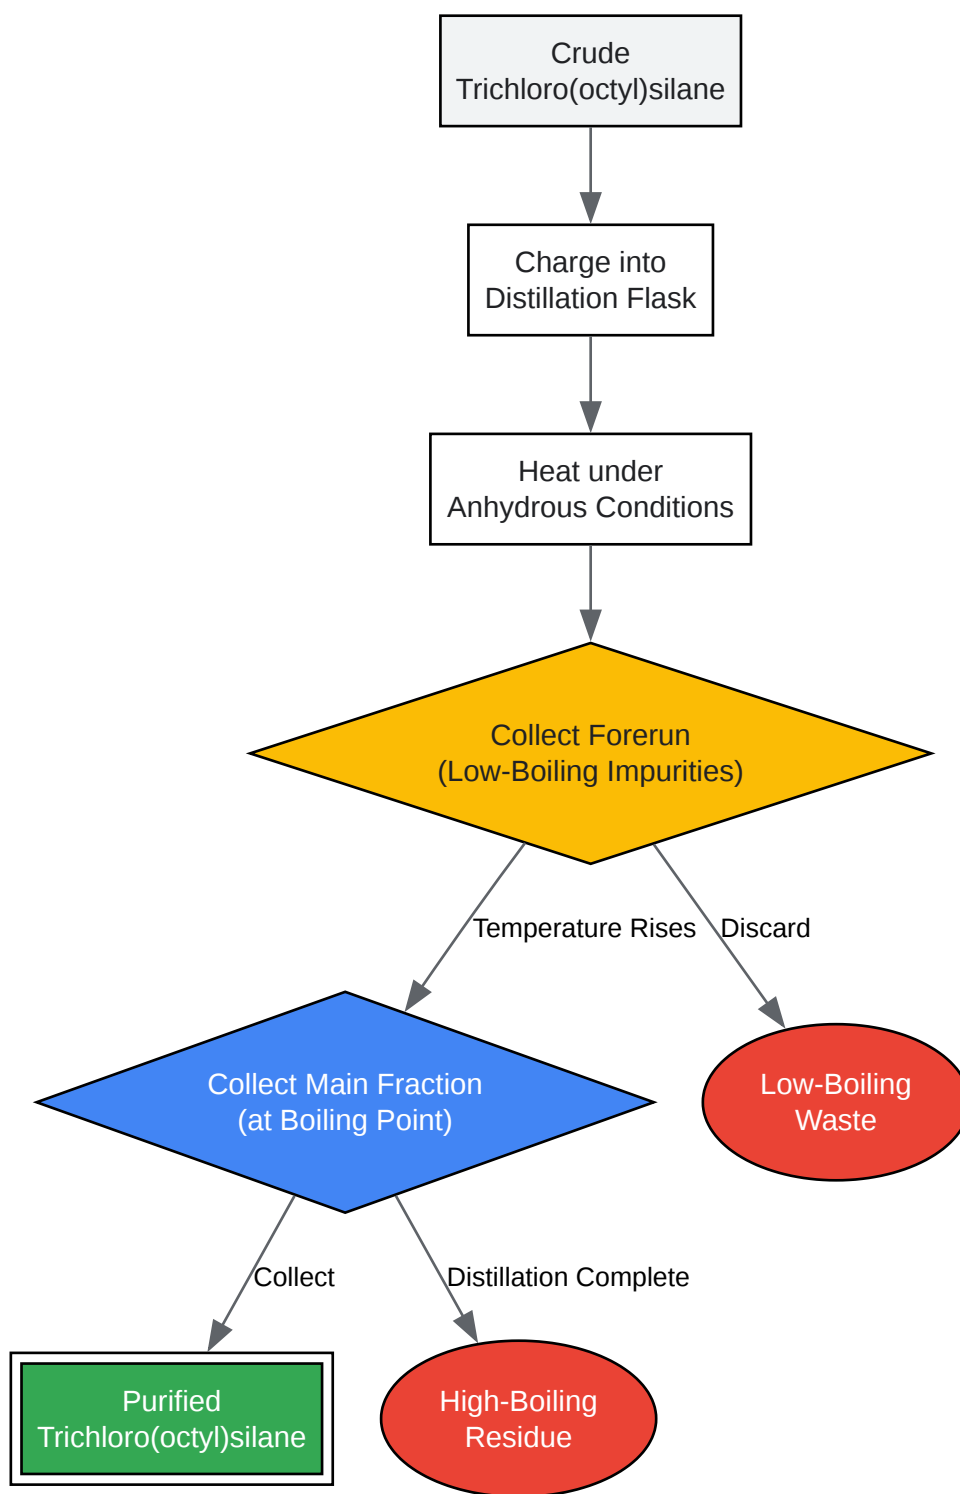 Crude
Trichloro(octyl)silane
Charge into
Distillation Flask
Heat under
Anhydrous Conditions
Collect Forerun
(Low-Boiling Impurities)
Temperature Rises
Discard
Collect Main Fraction
(at Boiling Point)
Low-Boiling
Waste
Collect
Distillation Complete
Purified
Trichloro(octyl)silane
High-Boiling
Residue